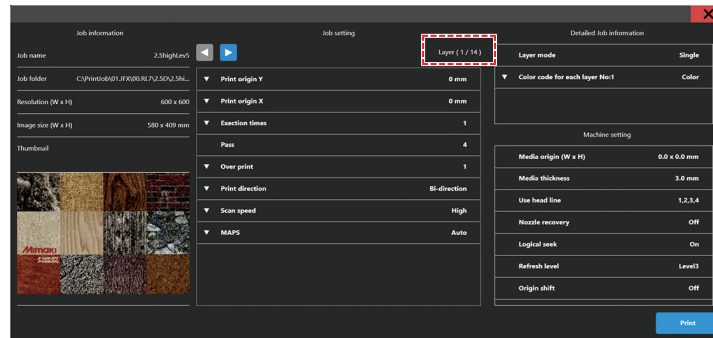 Job information
Job name 2.5highLev5
Job folder C:\PrintJob\01.JFX\00.RL7\2.5D\2.5hi...
Resolution (W x H) 600 x 600
Image size (W x H) 580 x 409 mm
Thumbnail
Mimaki
Job setting
Layer ( 1 / 14 )
Print origin Y 0 mm
Print origin X 0 mm
Exection times 1
Pass 4
Over print 1
Print direction Bi-direction
Scan speed High
MAPS Auto
Detailed Job information
Layer mode Single
Color code for each layer No:1 Color
Machine setting
Media origin (W x H) 0.0 x 0.0 mm
Media thickness 3.0 mm
Use head line 1,2,3,4
Nozzle recovery Off
Logical seek On
Refresh level Level3
Origin shift Off
Print